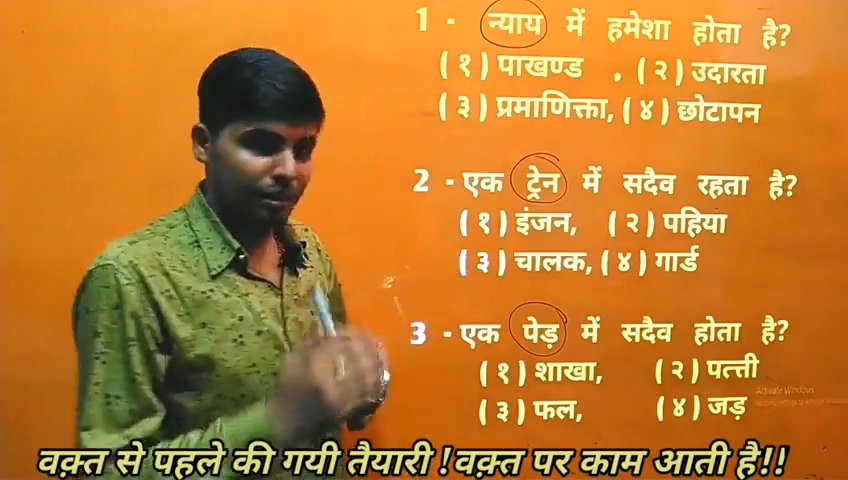 1 - न्याय में हमेशा होता है?
(१) पाखण्ड , (२) उदारता
(३) प्रमाणिक्ता, (४) छोटापन
2 - एक ट्रेन में सदैव रहता है?
(१) इंजन, (२) पहिया
(३) चालक, (४) गार्ड
3 - एक पेड़ में सदैव होता है?
(१) शाखा, (२) पत्ती
(३) फल, (४) जड़
Activate Windows
वक़्त से पहले की गयी तैयारी ! वक़्त पर काम आती है!!